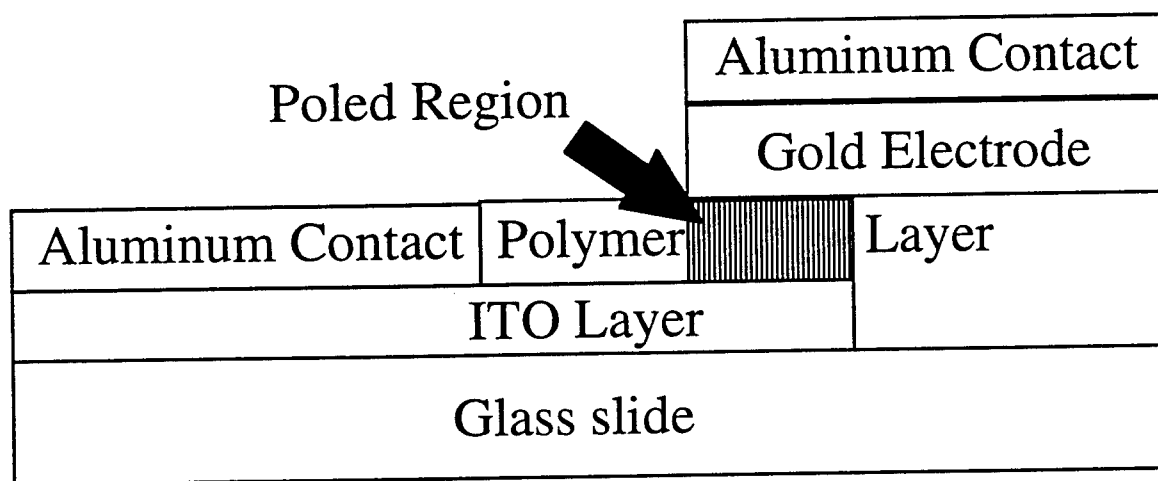 Aluminum Contact
Poled Region
Gold Electrode
Aluminum Contact
Polymer
Layer
ITO Layer
Glass slide